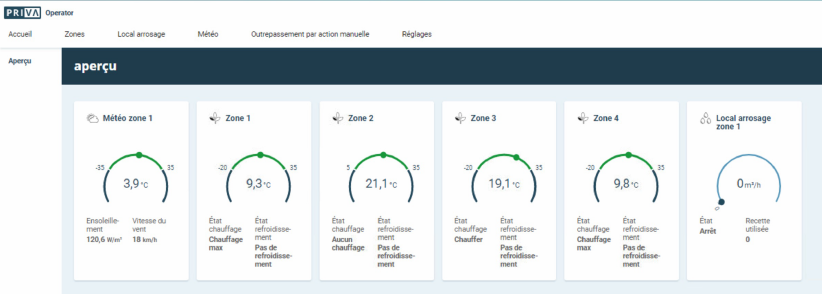 PRIVA Operator
Accueil Zones Local arrosage Météo Outrepassement par action manuelle Réglages
Aperçu
aperçu
Météo zone 1
-35 35
3,9 °C
Ensoleille-
ment
120,6 W/m²
Vitesse du
vent
18 km/h
Zone 1
-20 35
9,3 °C
État
chauffage
Chauffage
max
État
refroidisse-
ment
Pas de
refroidisse-
ment
Zone 2
5 35
21,1 °C
État
chauffage
Aucun
chauffage
État
refroidisse-
ment
Pas de
refroidisse-
ment
Zone 3
-20 35
19,1 °C
État
chauffage
Chauffer
État
refroidisse-
ment
Pas de
refroidisse-
ment
Zone 4
-20 35
9,8 °C
État
chauffage
Chauffage
max
État
refroidisse-
ment
Pas de
refroidisse-
ment
Local arrosage
zone 1
0 m³/h
État
Arrêt
Recette
utilisée
0